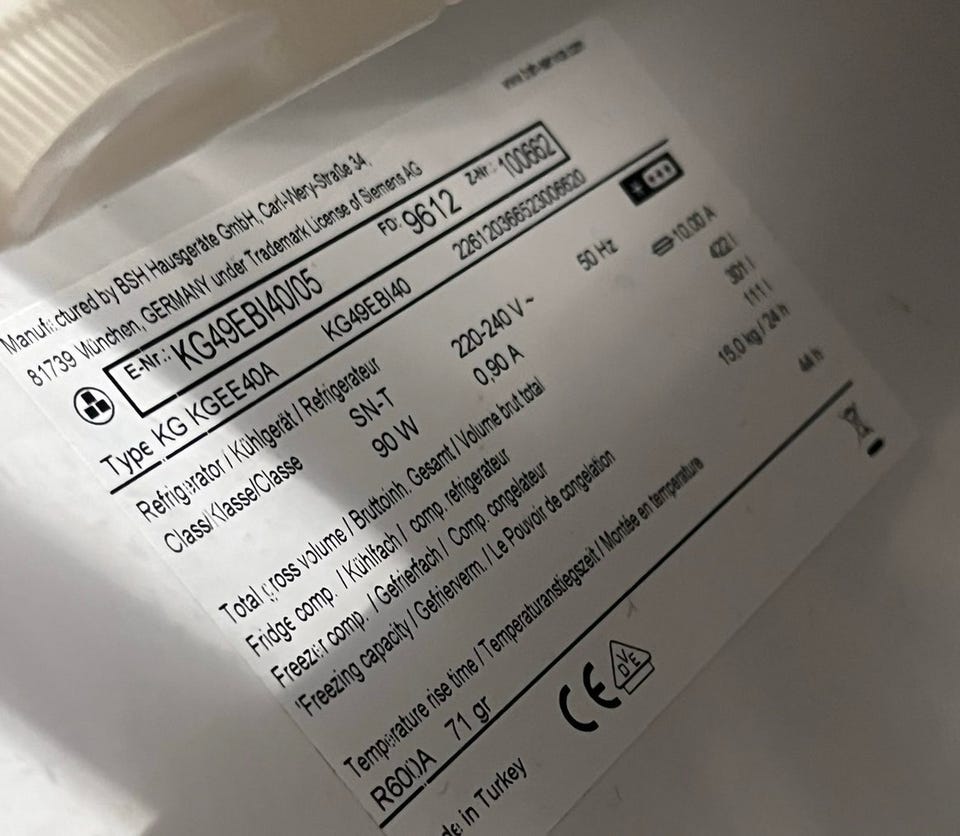 www.bsh-service.com
Manufactured by BSH Hausgeräte GmbH, Carl-Wery-Straße 34,
81739 München, GERMANY under Trademark License of Siemens AG
E-Nr.: KG49EBI40/05 FD: 9612 Z-Nr.: 100662
Type KG KGEE40A KG49EBI40 226120366523006620
Refrigerator / Kühlgerät / Refrigerateur 220-240 V ~ 50 Hz 10.00 A
Class/Klasse/Classe SN-T 0,90 A
90 W
Total gross volume / Bruttoinh. Gesamt / Volume brut total 422 l
Fridge comp. / Kühlfach / comp. refrigerateur 301 l
Freezer comp. / Gefrierfach / Comp. congelateur 111 l
*Freezing capacity / Gefrierverm. / Le Pouvoir de congelation 15.0 kg / 24 h
Temperature rise time / Temperaturanstiegszeit / Montée en temperature 44 h
R600A 71 gr
CE VDE
de in Turkey